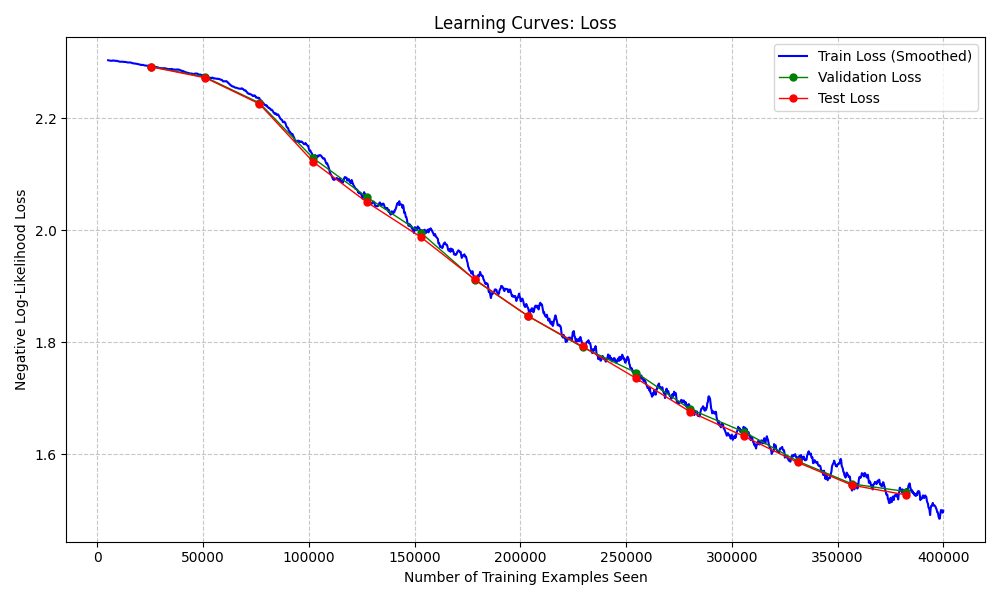 Learning Curves: Loss
Train Loss (Smoothed)
Validation Loss
Test Loss
Negative Log-Likelihood Loss
2.2
2.0
1.8
1.6
0
50000
100000
150000
200000
250000
300000
350000
400000
Number of Training Examples Seen